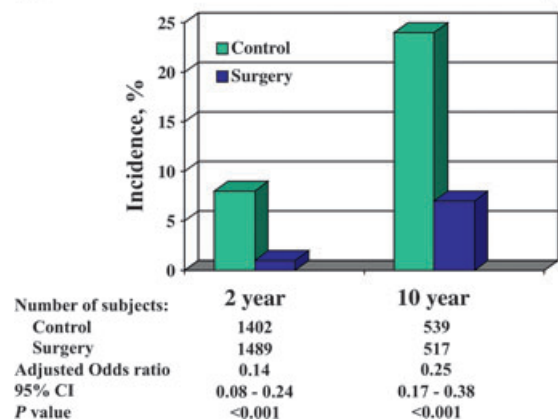 25
20
15
10
5
0
Incidence, %
Control
Surgery
2 year 10 year
Number of subjects:
Control 1402 539
Surgery 1489 517
Adjusted Odds ratio 0.14 0.25
95% CI 0.08 - 0.24 0.17 - 0.38
P value <0.001 <0.001